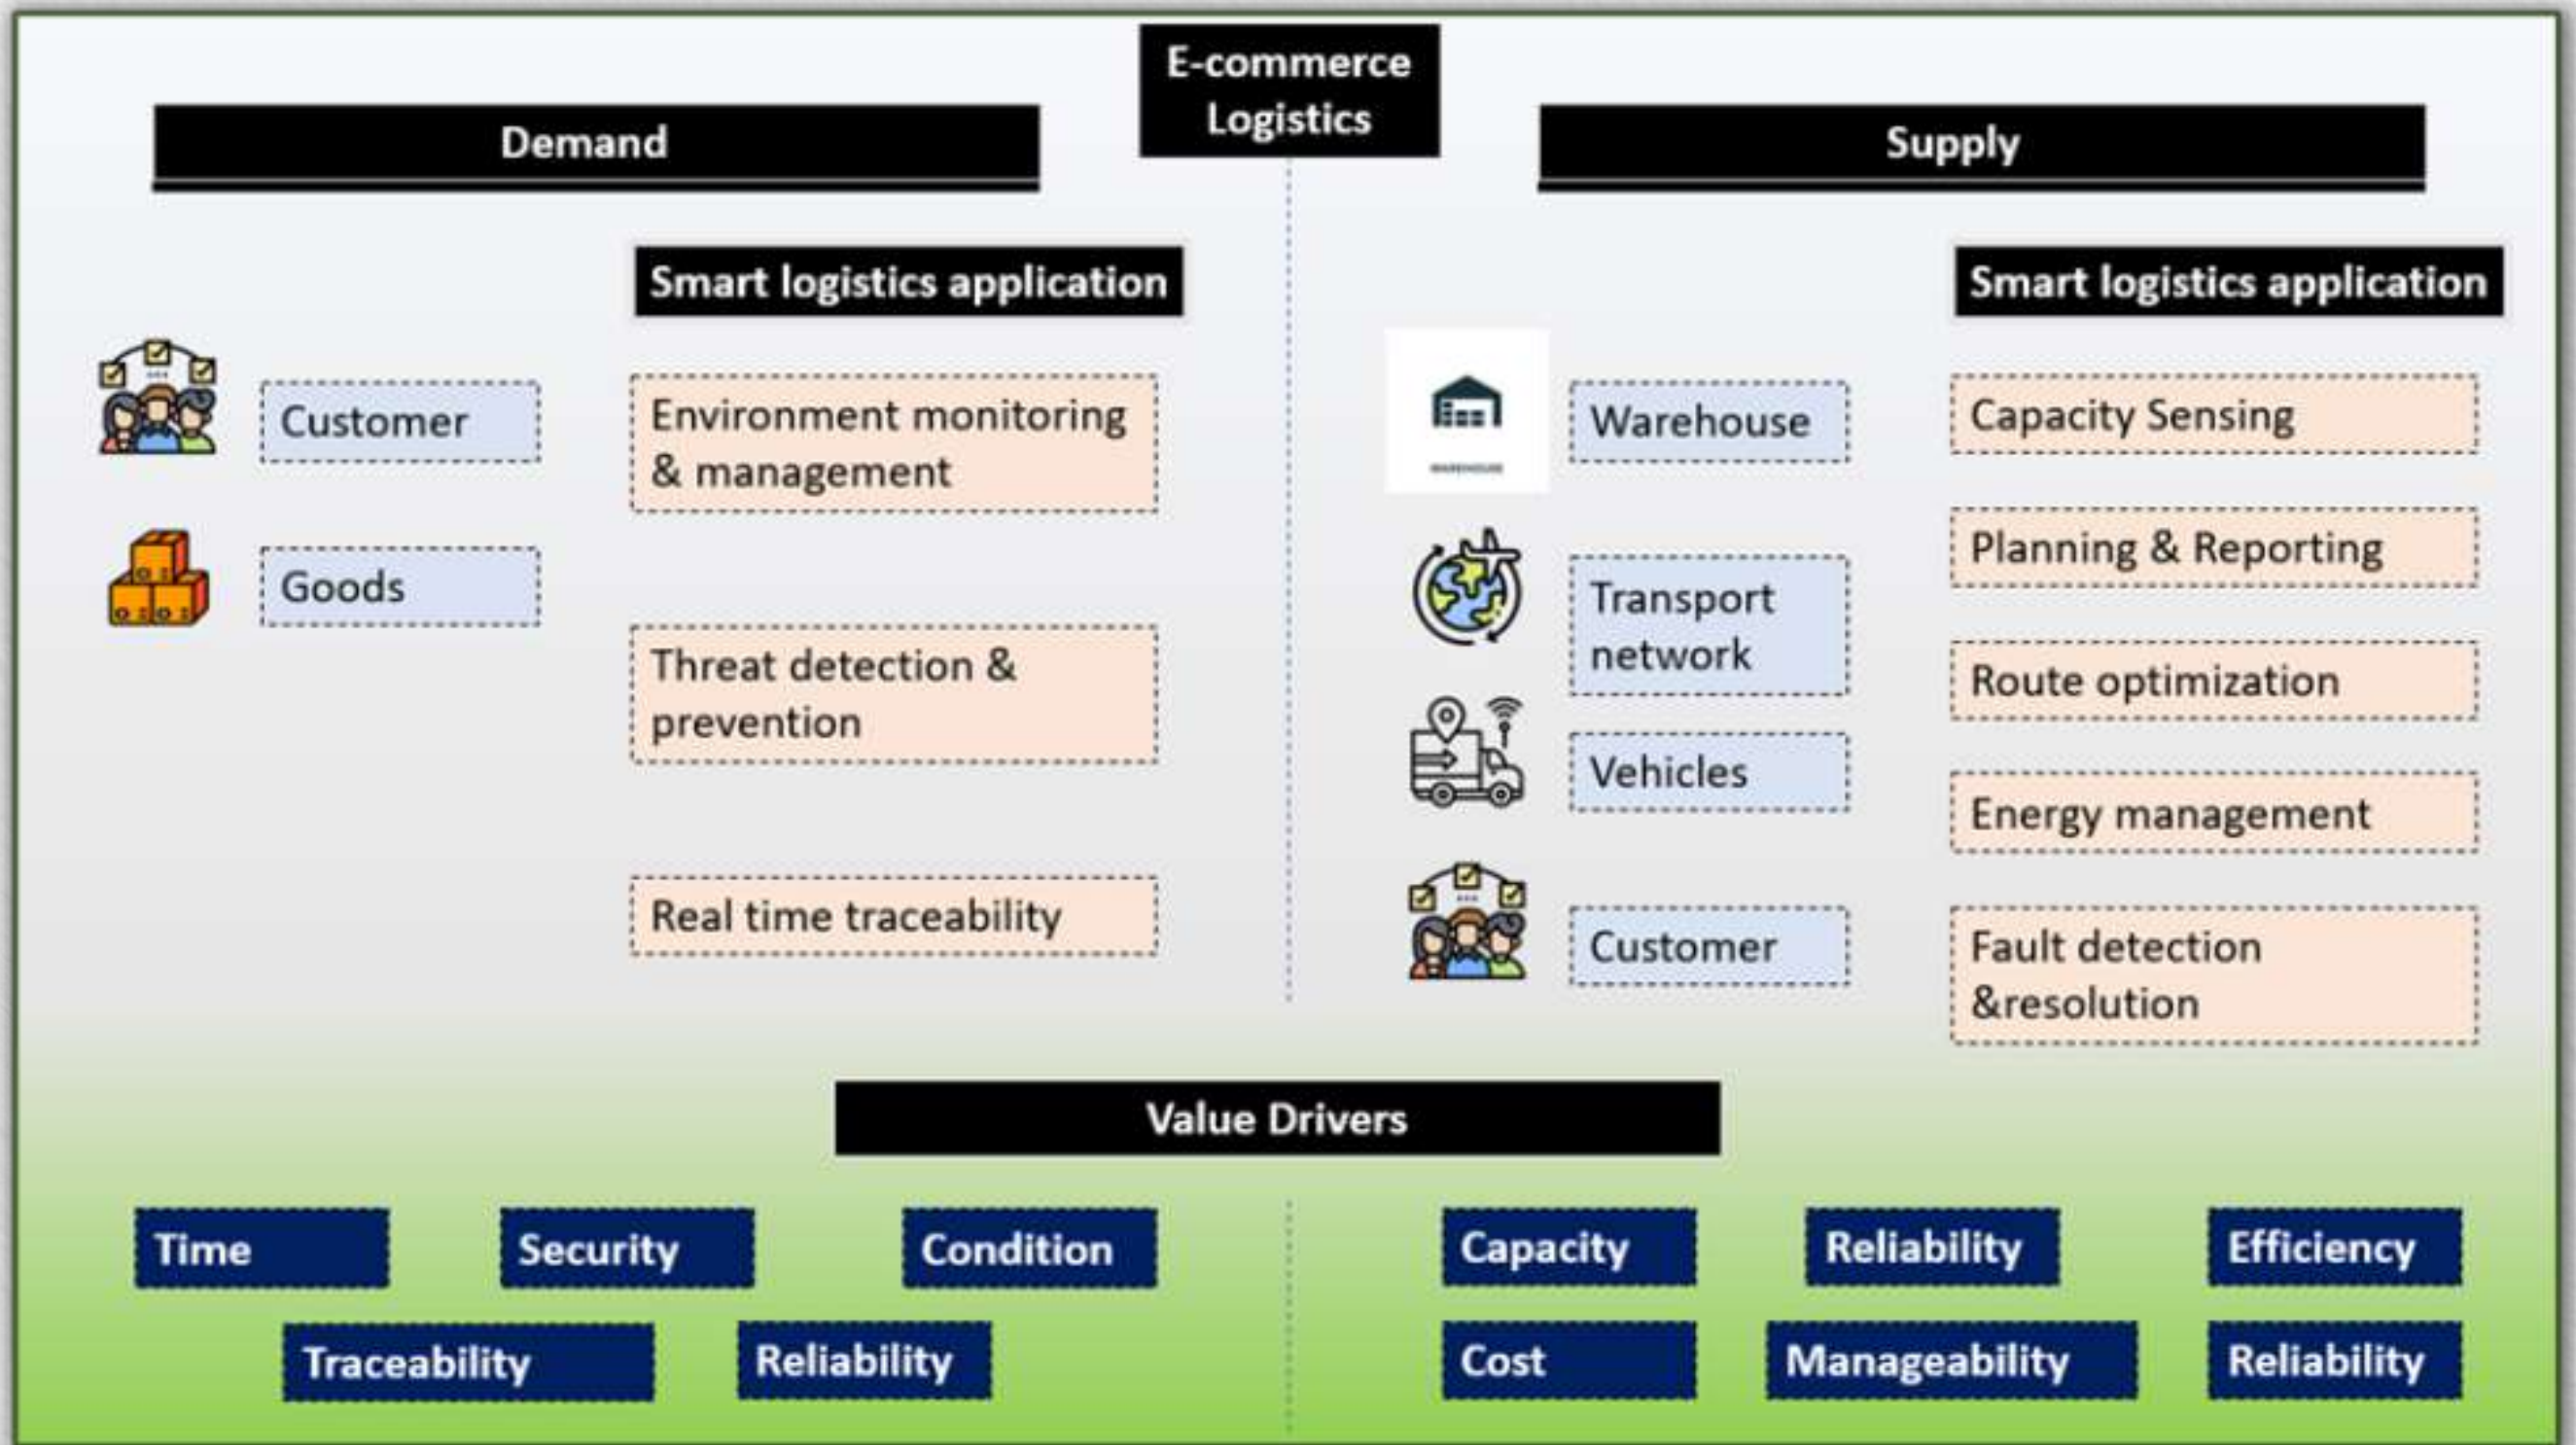 E-commerce
Logistics
Demand
Supply
Smart logistics application
Customer
Environment monitoring
& management
Goods
Threat detection &
prevention
Real time traceability
Smart logistics application
WAREHOUSE
Warehouse
Capacity Sensing
Transport
network
Planning & Reporting
Route optimization
Vehicles
Energy management
Customer
Fault detection
&resolution
Value Drivers
Time
Security
Condition
Traceability
Reliability
Capacity
Reliability
Efficiency
Cost
Manageability
Reliability